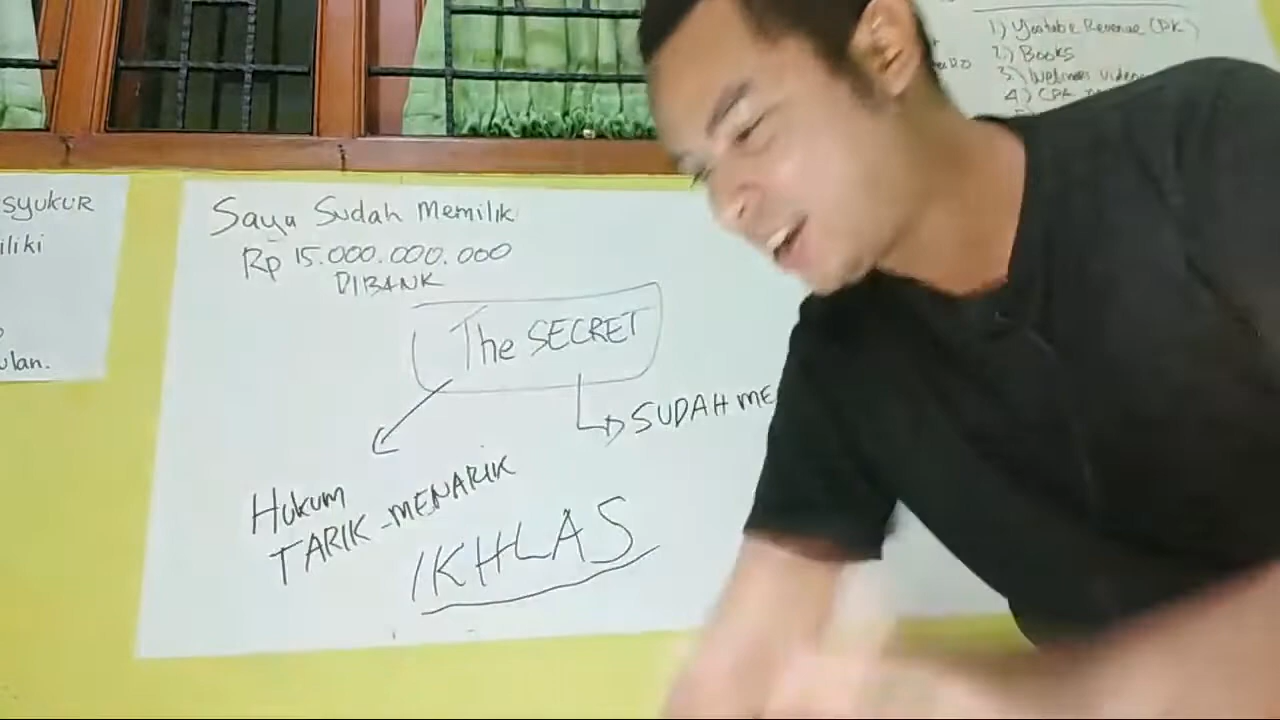 SYUKUR
iliki
ulan.
Saya Sudah Memilik
Rp 15.000.000.000
DIBANK
The SECRET
SUDAH ME
Hukum
TARIK-MENARIK
IKHLAS
1) Youtube Revenue (DK)
2) Books
3) Webinar video
4) CPA